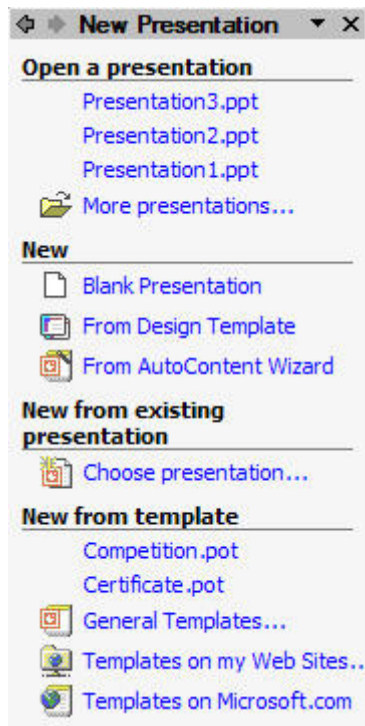 New Presentation
Open a presentation
Presentation3.ppt
Presentation2.ppt
Presentation1.ppt
More presentations...
New
Blank Presentation
From Design Template
From AutoContent Wizard
New from existing
presentation
Choose presentation...
New from template
Competition.pot
Certificate.pot
General Templates...
Templates on my Web Sites..
Templates on Microsoft.com